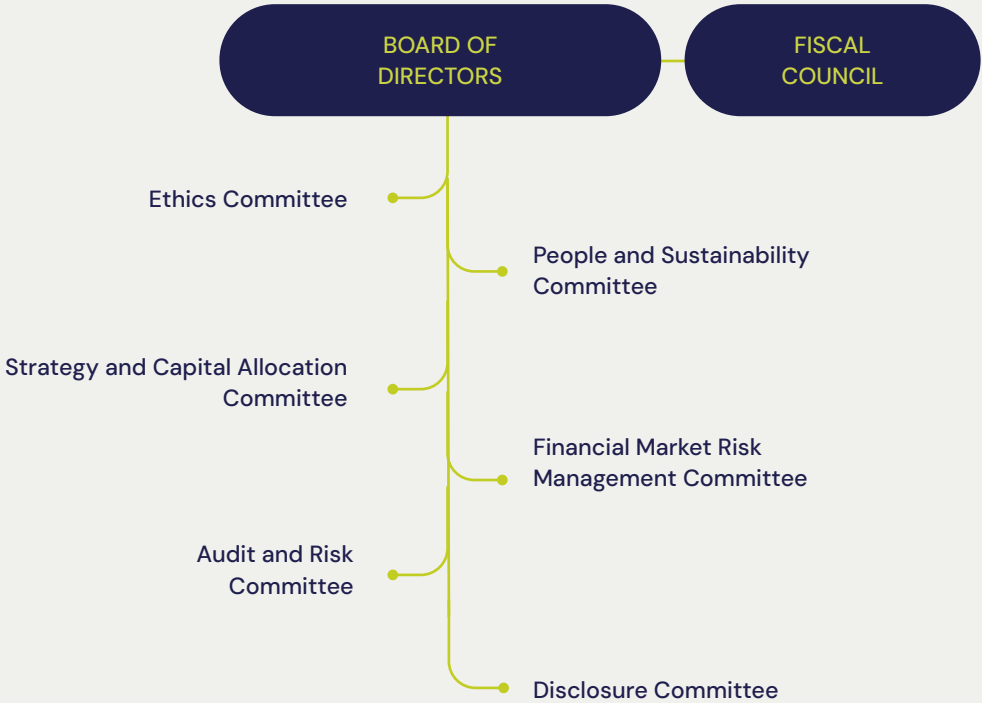 BOARD OF
DIRECTORS
FISCAL
COUNCIL
Ethics Committee
People and Sustainability
Committee
Strategy and Capital Allocation
Committee
Financial Market Risk
Management Committee
Audit and Risk
Committee
Disclosure Committee